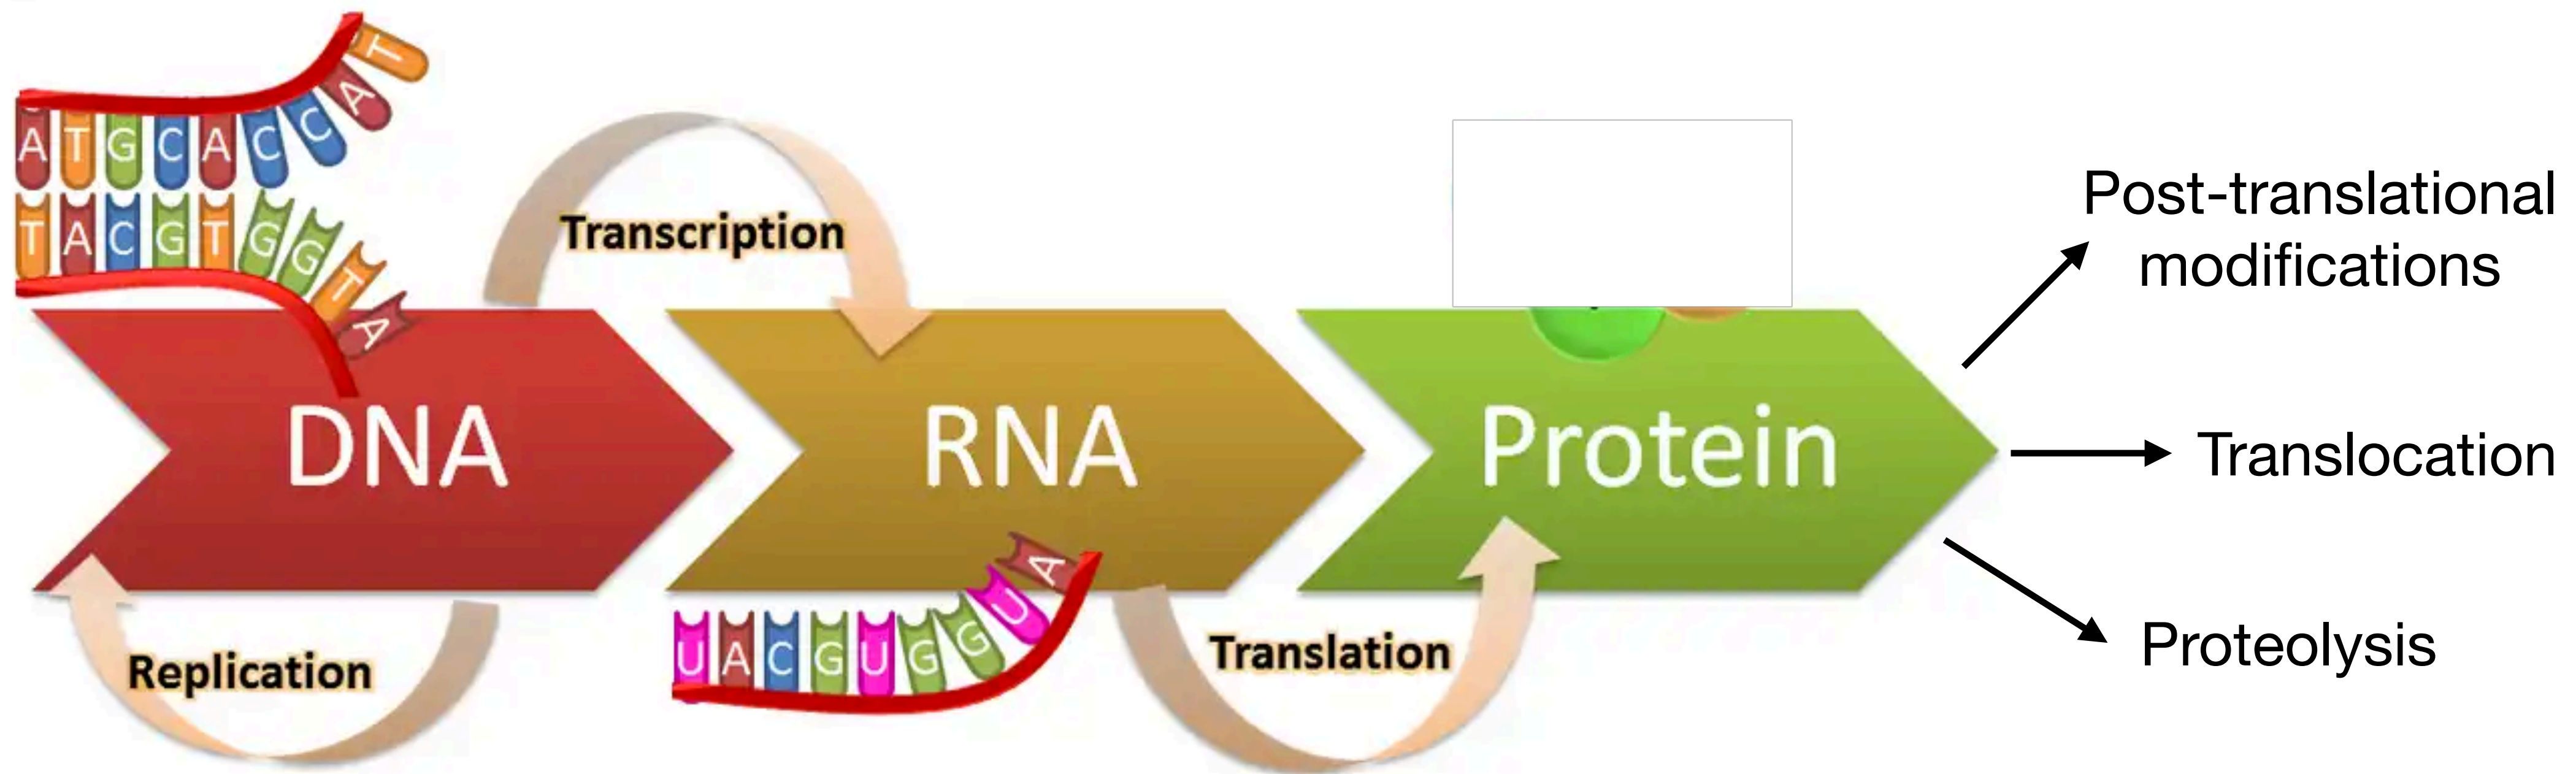 ATGCACCAT
TACGTGGTA
Transcription
Post-translational
modifications
DNA
RNA
Protein
Translocation
Replication
UACGUGGUA
Translation
Proteolysis